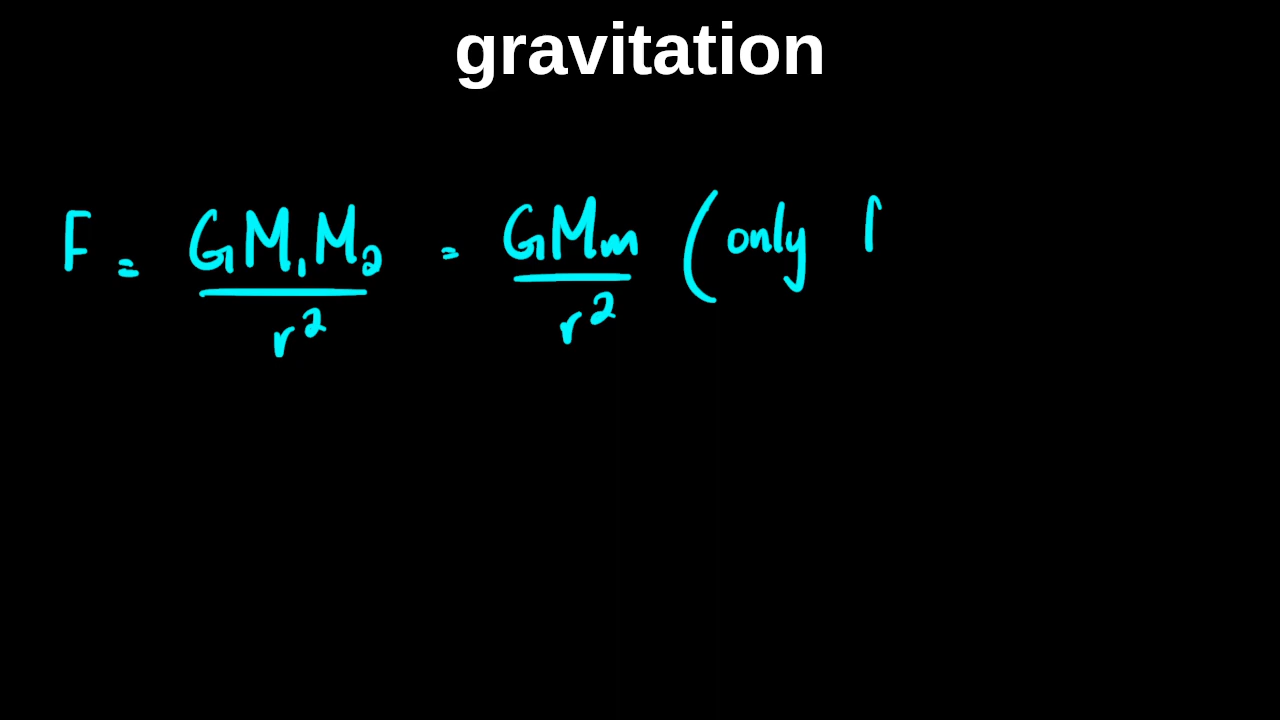 gravitation
F = GM₁M₂/r² = GMm/r² (only